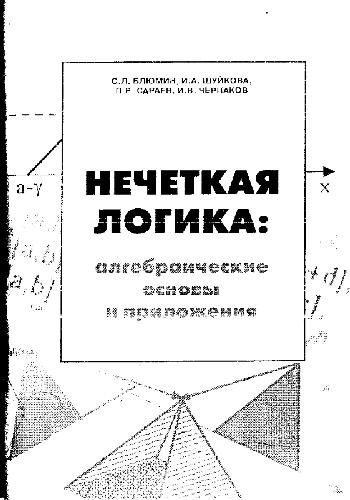 С.Л. БЛЮМИН, И.А. ШУЙКОВА,
П.В. САРАЕВ, И.В. ЧЕРПАКОВ
НЕЧЕТКАЯ
ЛОГИКА:
алгебраические
основы
и приложения
a-γ
x